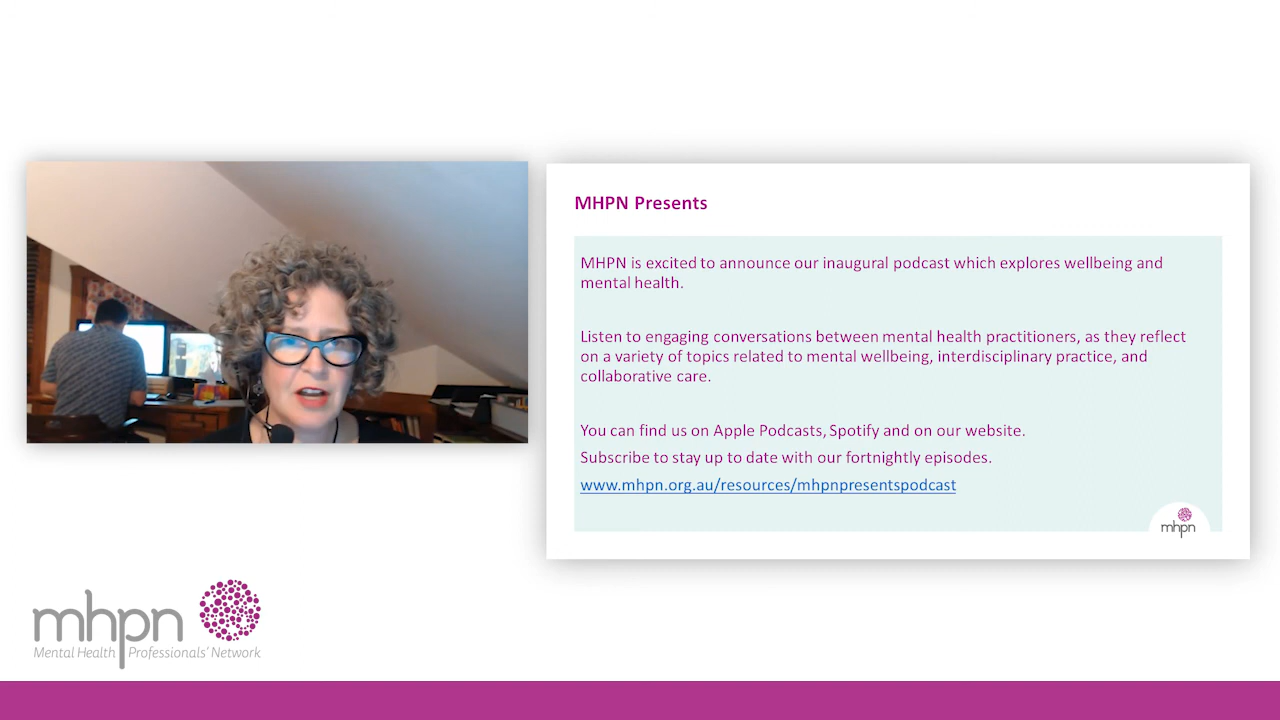 MHPN Presents
MHPN is excited to announce our inaugural podcast which explores wellbeing and
mental health.
Listen to engaging conversations between mental health practitioners, as they reflect
on a variety of topics related to mental wellbeing, interdisciplinary practice, and
collaborative care.
You can find us on Apple Podcasts, Spotify and on our website.
Subscribe to stay up to date with our fortnightly episodes.
www.mhpn.org.au/resources/mhpnpresentspodcast
mhpn
mhpn
Mental Health Professionals' Network